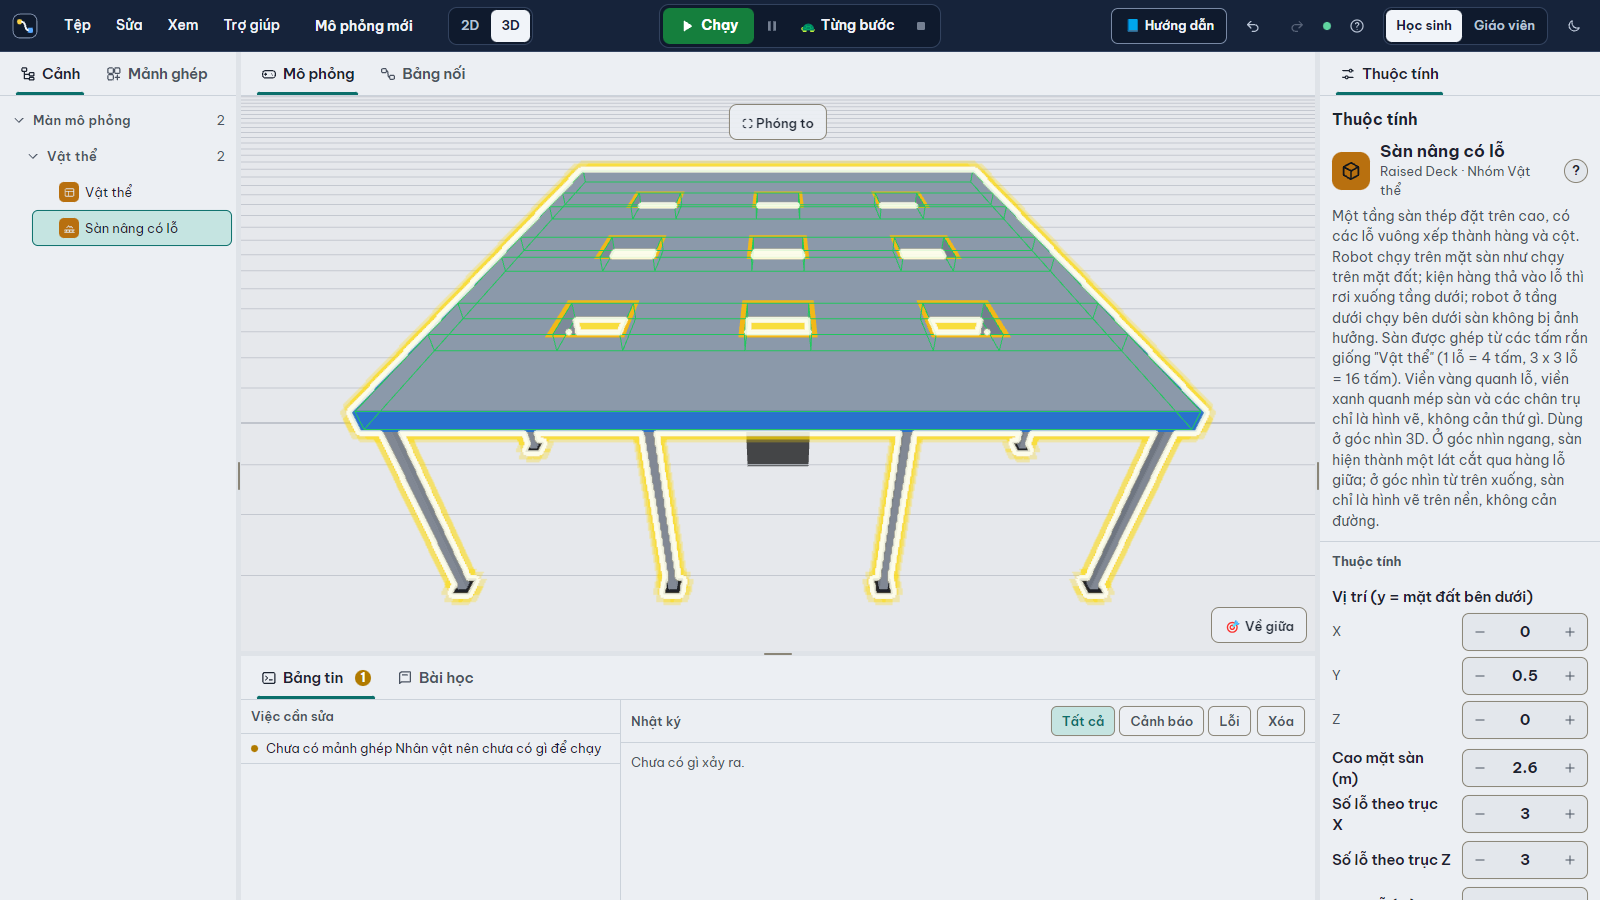 Tệp
Sửa
Xem
Trợ giúp
Mô phỏng mới
2D
3D
Chạy
Từng bước
Hướng dẫn
Học sinh
Giáo viên
Cảnh
Mảnh ghép
Màn mô phỏng
2
Vật thể
2
Vật thể
Sàn nâng có lỗ
Mô phỏng
Bảng nối
Phóng to
Về giữa
Bảng tin
1
Bài học
Việc cần sửa
Chưa có mảnh ghép Nhân vật nên chưa có gì để chạy
Nhật ký
Tất cả
Cảnh báo
Lỗi
Xóa
Chưa có gì xảy ra.
Thuộc tính
Thuộc tính
Sàn nâng có lỗ
Raised Deck · Nhóm Vật
thể
?
Một tầng sàn thép đặt trên cao, có
các lỗ vuông xếp thành hàng và cột.
Robot chạy trên mặt sàn như chạy
trên mặt đất; kiện hàng thả vào lỗ thì
rơi xuống tầng dưới; robot ở tầng
dưới chạy bên dưới sàn không bị ảnh
hưởng. Sàn được ghép từ các tấm rắn
giống "Vật thể" (1 lỗ = 4 tấm, 3 x 3 lỗ
= 16 tấm). Viền vàng quanh lỗ, viền
xanh quanh mép sàn và các chân trụ
chỉ là hình vẽ, không cản thứ gì. Dùng
ở góc nhìn 3D. Ở góc nhìn ngang, sàn
hiện thành một lát cắt qua hàng lỗ
giữa; ở góc nhìn từ trên xuống, sàn
chỉ là hình vẽ trên nền, không cản
đường.
Thuộc tính
Vị trí (y = mặt đất bên dưới)
X
0
Y
0.5
Z
0
Cao mặt sàn
(m)
2.6
Số lỗ theo trục
X
3
Số lỗ theo trục Z
3